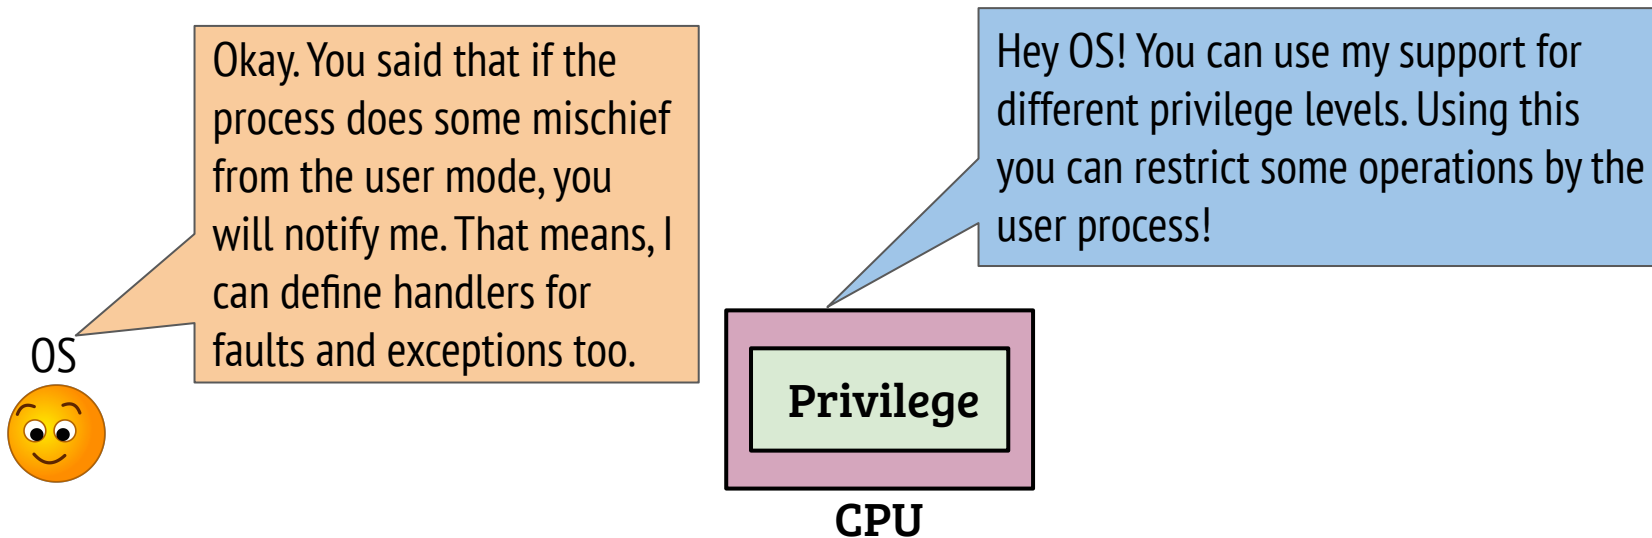 Okay. You said that if the
process does some mischief
from the user mode, you
will notify me. That means, I
can define handlers for
faults and exceptions too.
OS
Hey OS! You can use my support for
different privilege levels. Using this
you can restrict some operations by the
user process!
Privilege
CPU